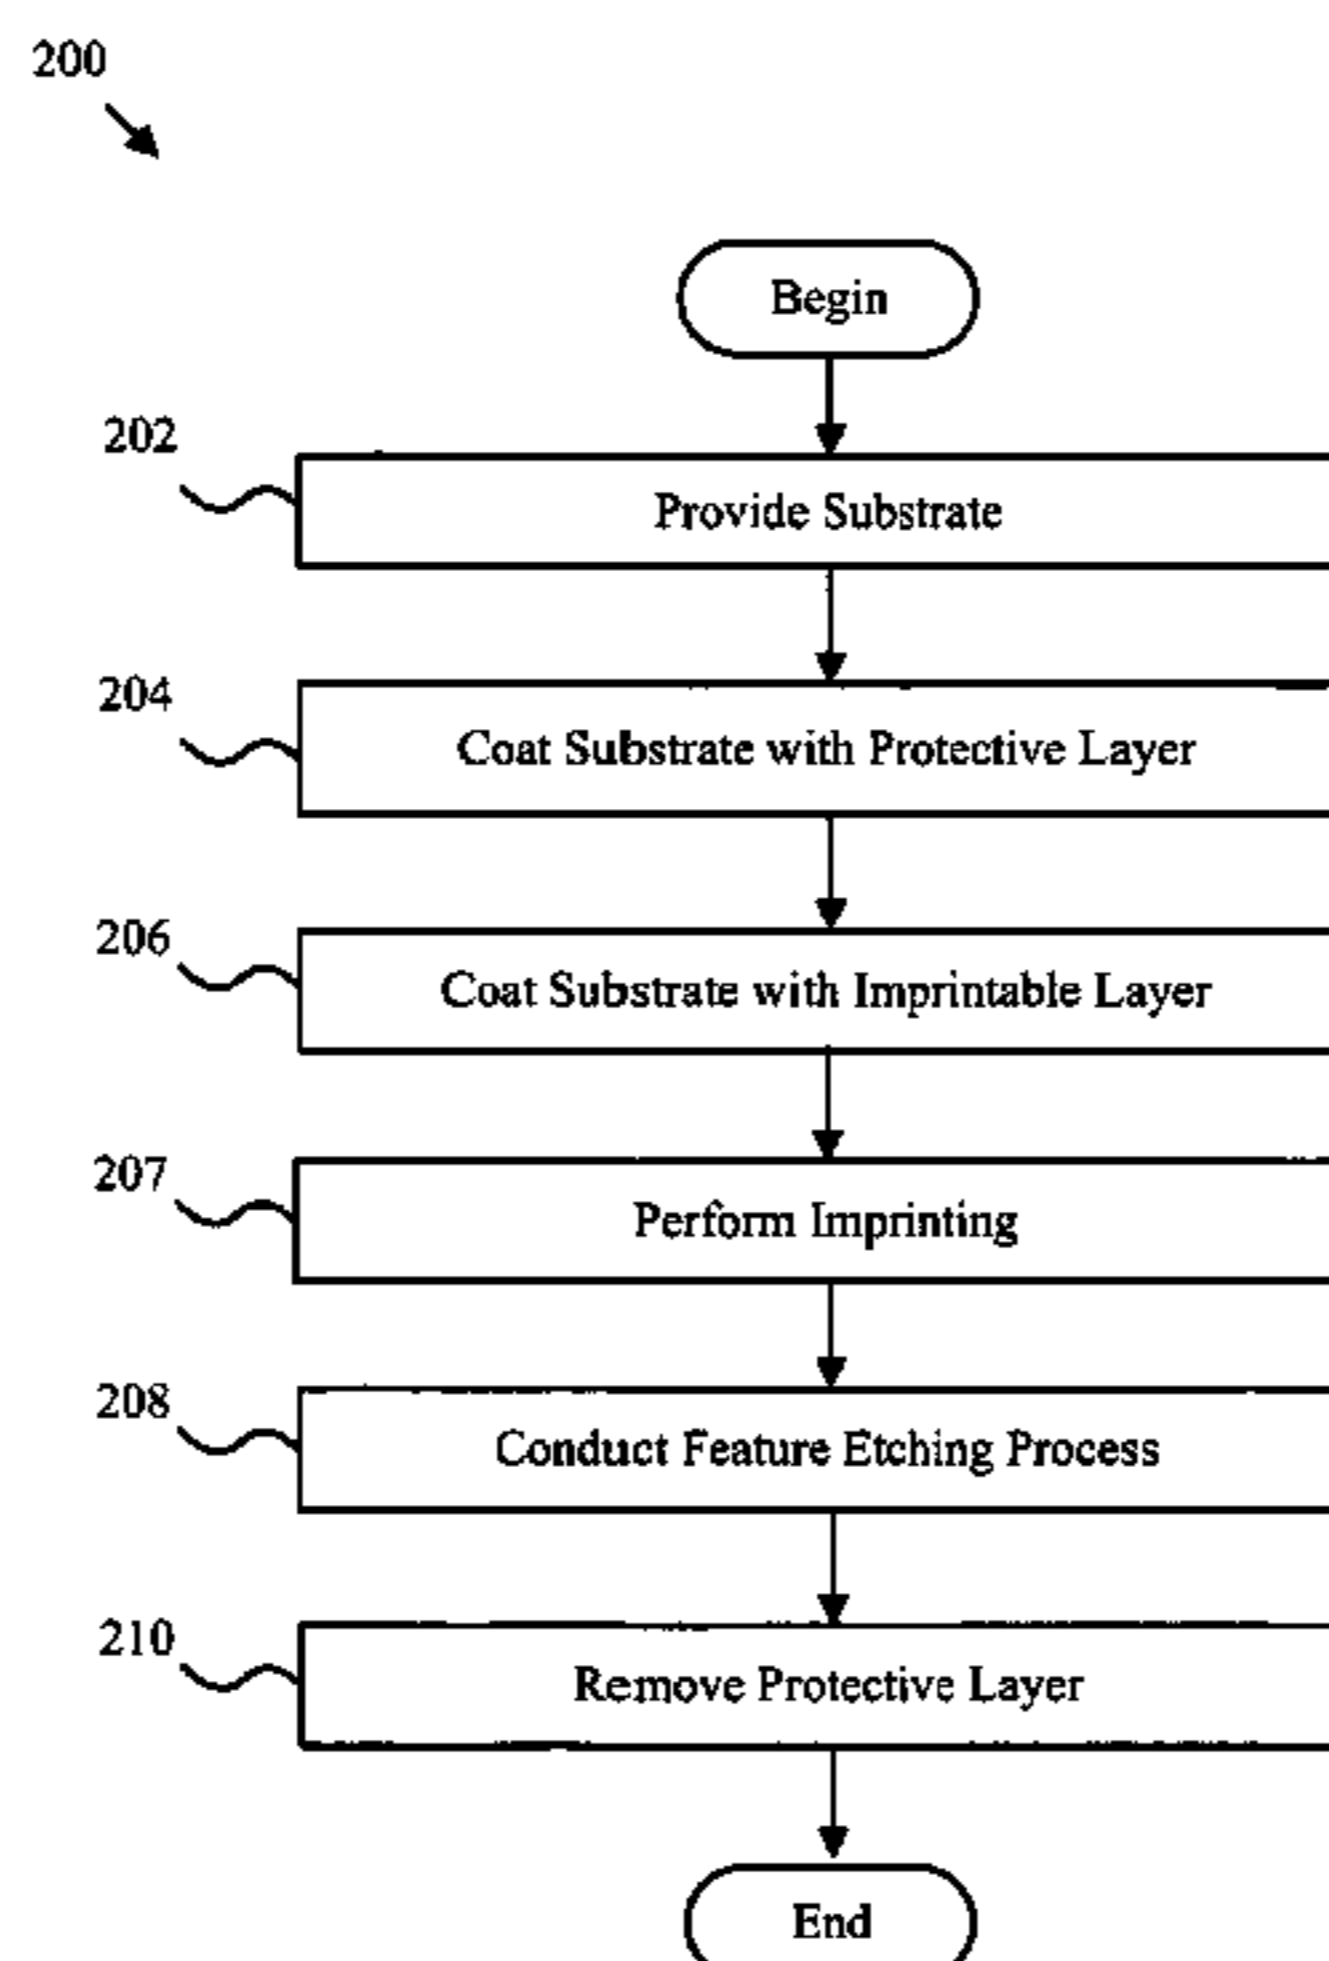 200
Begin
202
Provide Substrate
204
Coat Substrate with Protective Layer
206
Coat Substrate with Imprintable Layer
207
Perform Imprinting
208
Conduct Feature Etching Process
210
Remove Protective Layer
End